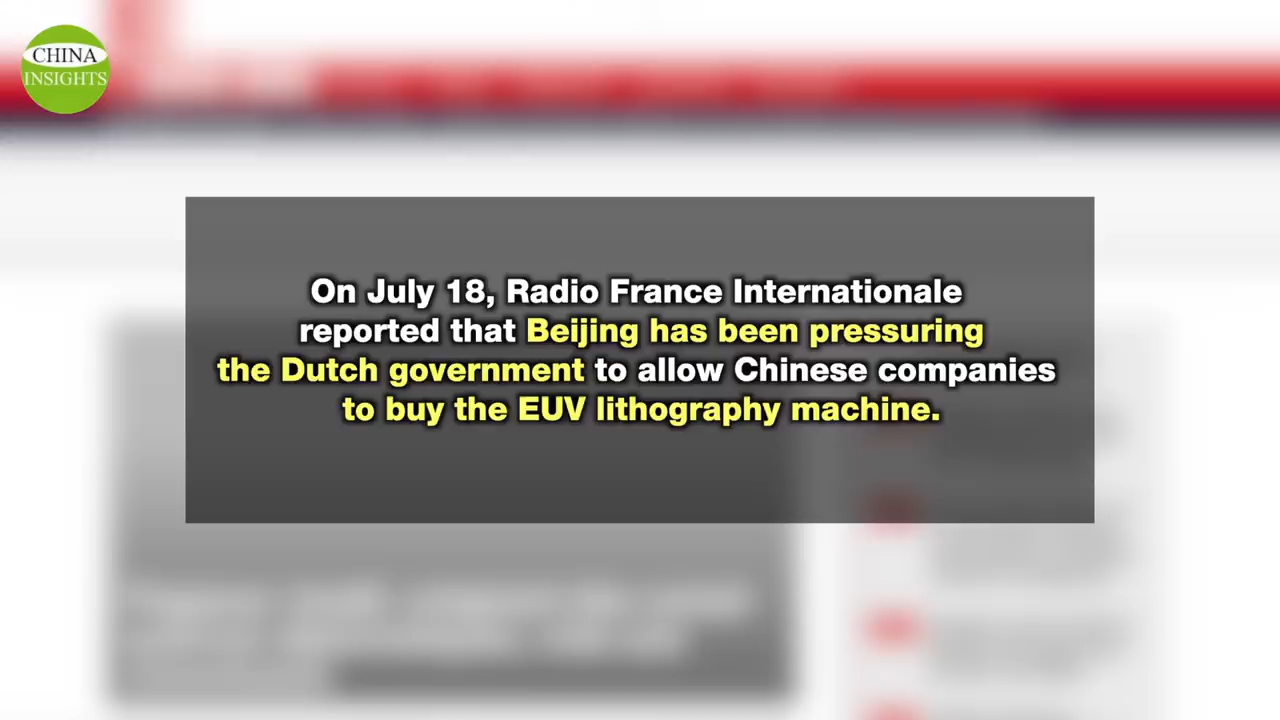 CHINA
INSIGHTS
On July 18, Radio France Internationale
reported that Beijing has been pressuring
the Dutch government to allow Chinese companies
to buy the EUV lithography machine.